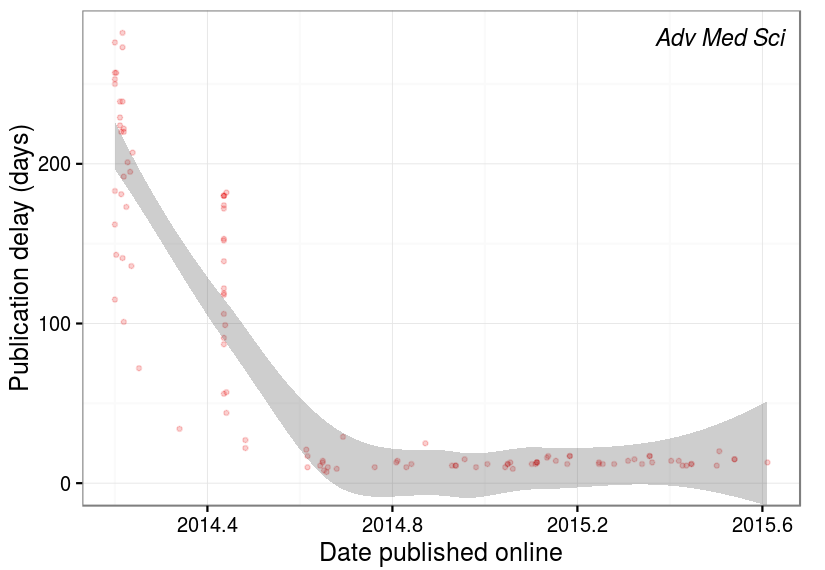 Adv Med Sci
Publication delay (days)
200
100
0
2014.4 2014.8 2015.2 2015.6
Date published online